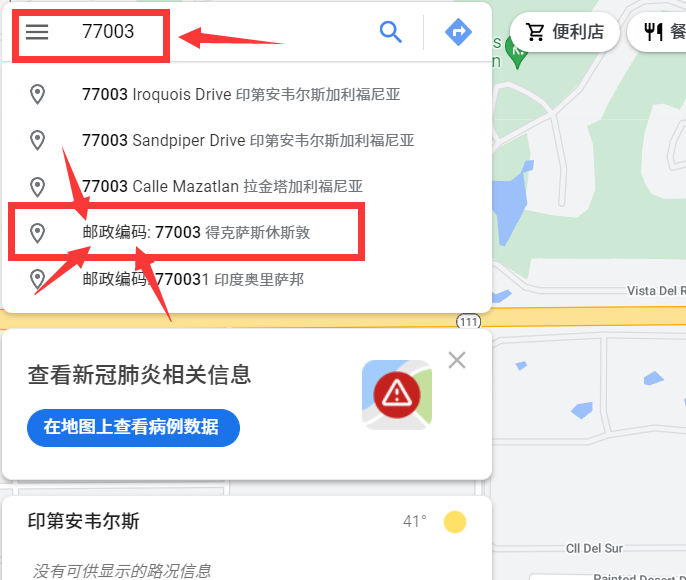 77003
便利店
餐
s
n
77003 Iroquois Drive 印第安韦尔斯加利福尼亚
77003 Sandpiper Drive 印第安韦尔斯加利福尼亚
77003 Calle Mazatlan 拉金塔加利福尼亚
邮政编码: 77003 得克萨斯休斯敦
邮政编码: 770031 印度奥里萨邦
Vista Del R
111
查看新冠肺炎相关信息
在地图上查看病例数据
印第安韦尔斯
41°
没有可供显示的路况信息
Cll Del Sur
Painted Desert